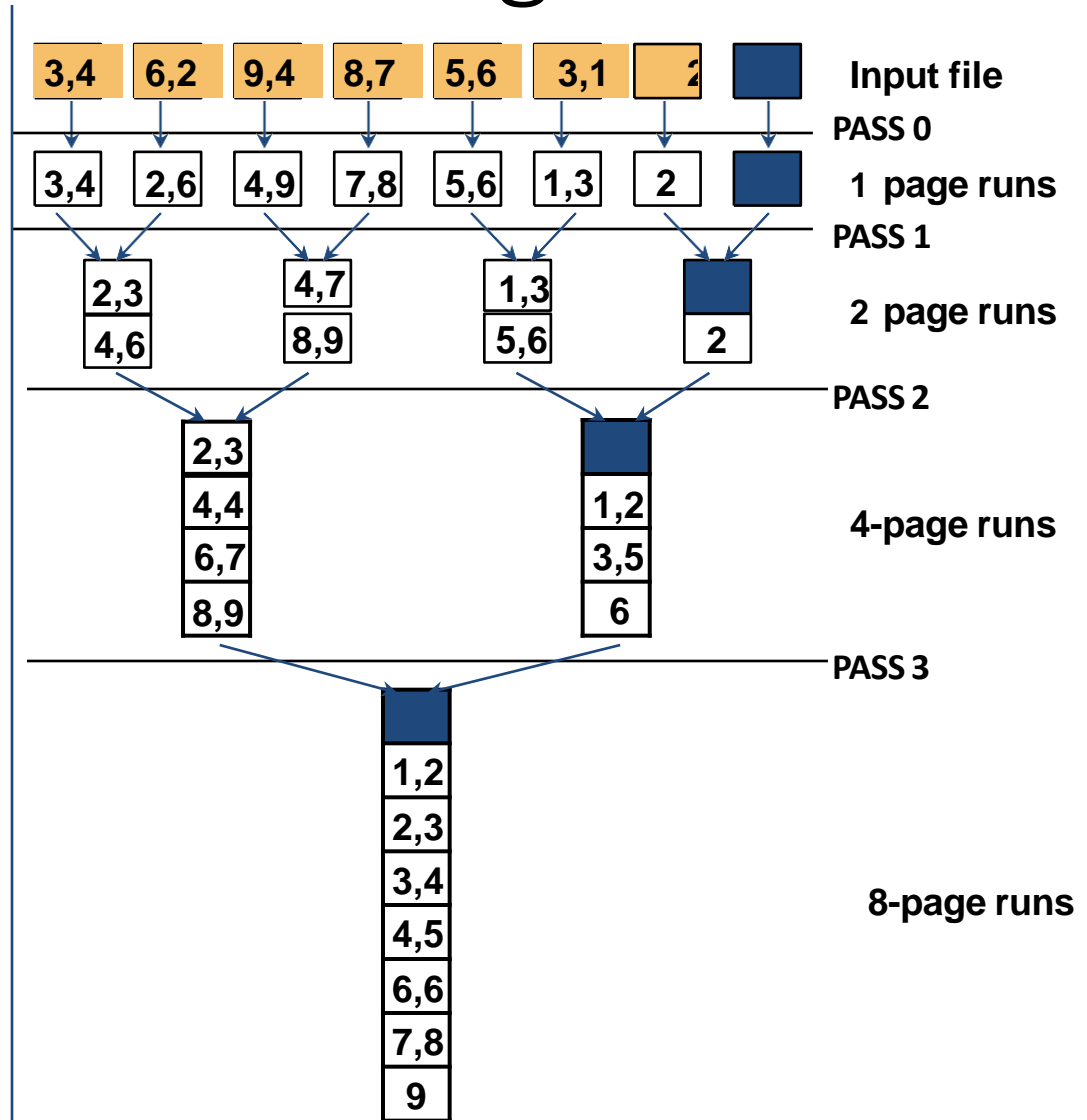 3,4 6,2 9,4 8,7 5,6 3,1 2 Input file
PASS 0
3,4 2,6 4,9 7,8 5,6 1,3 2 1 page runs
PASS 1
2,3 4,7 1,3
4,6 8,9 5,6 2
2 page runs
PASS 2
2,3
4,4 1,2
6,7 3,5
8,9 6
4-page runs
PASS 3
1,2
2,3
3,4
4,5
6,6
7,8
9
8-page runs